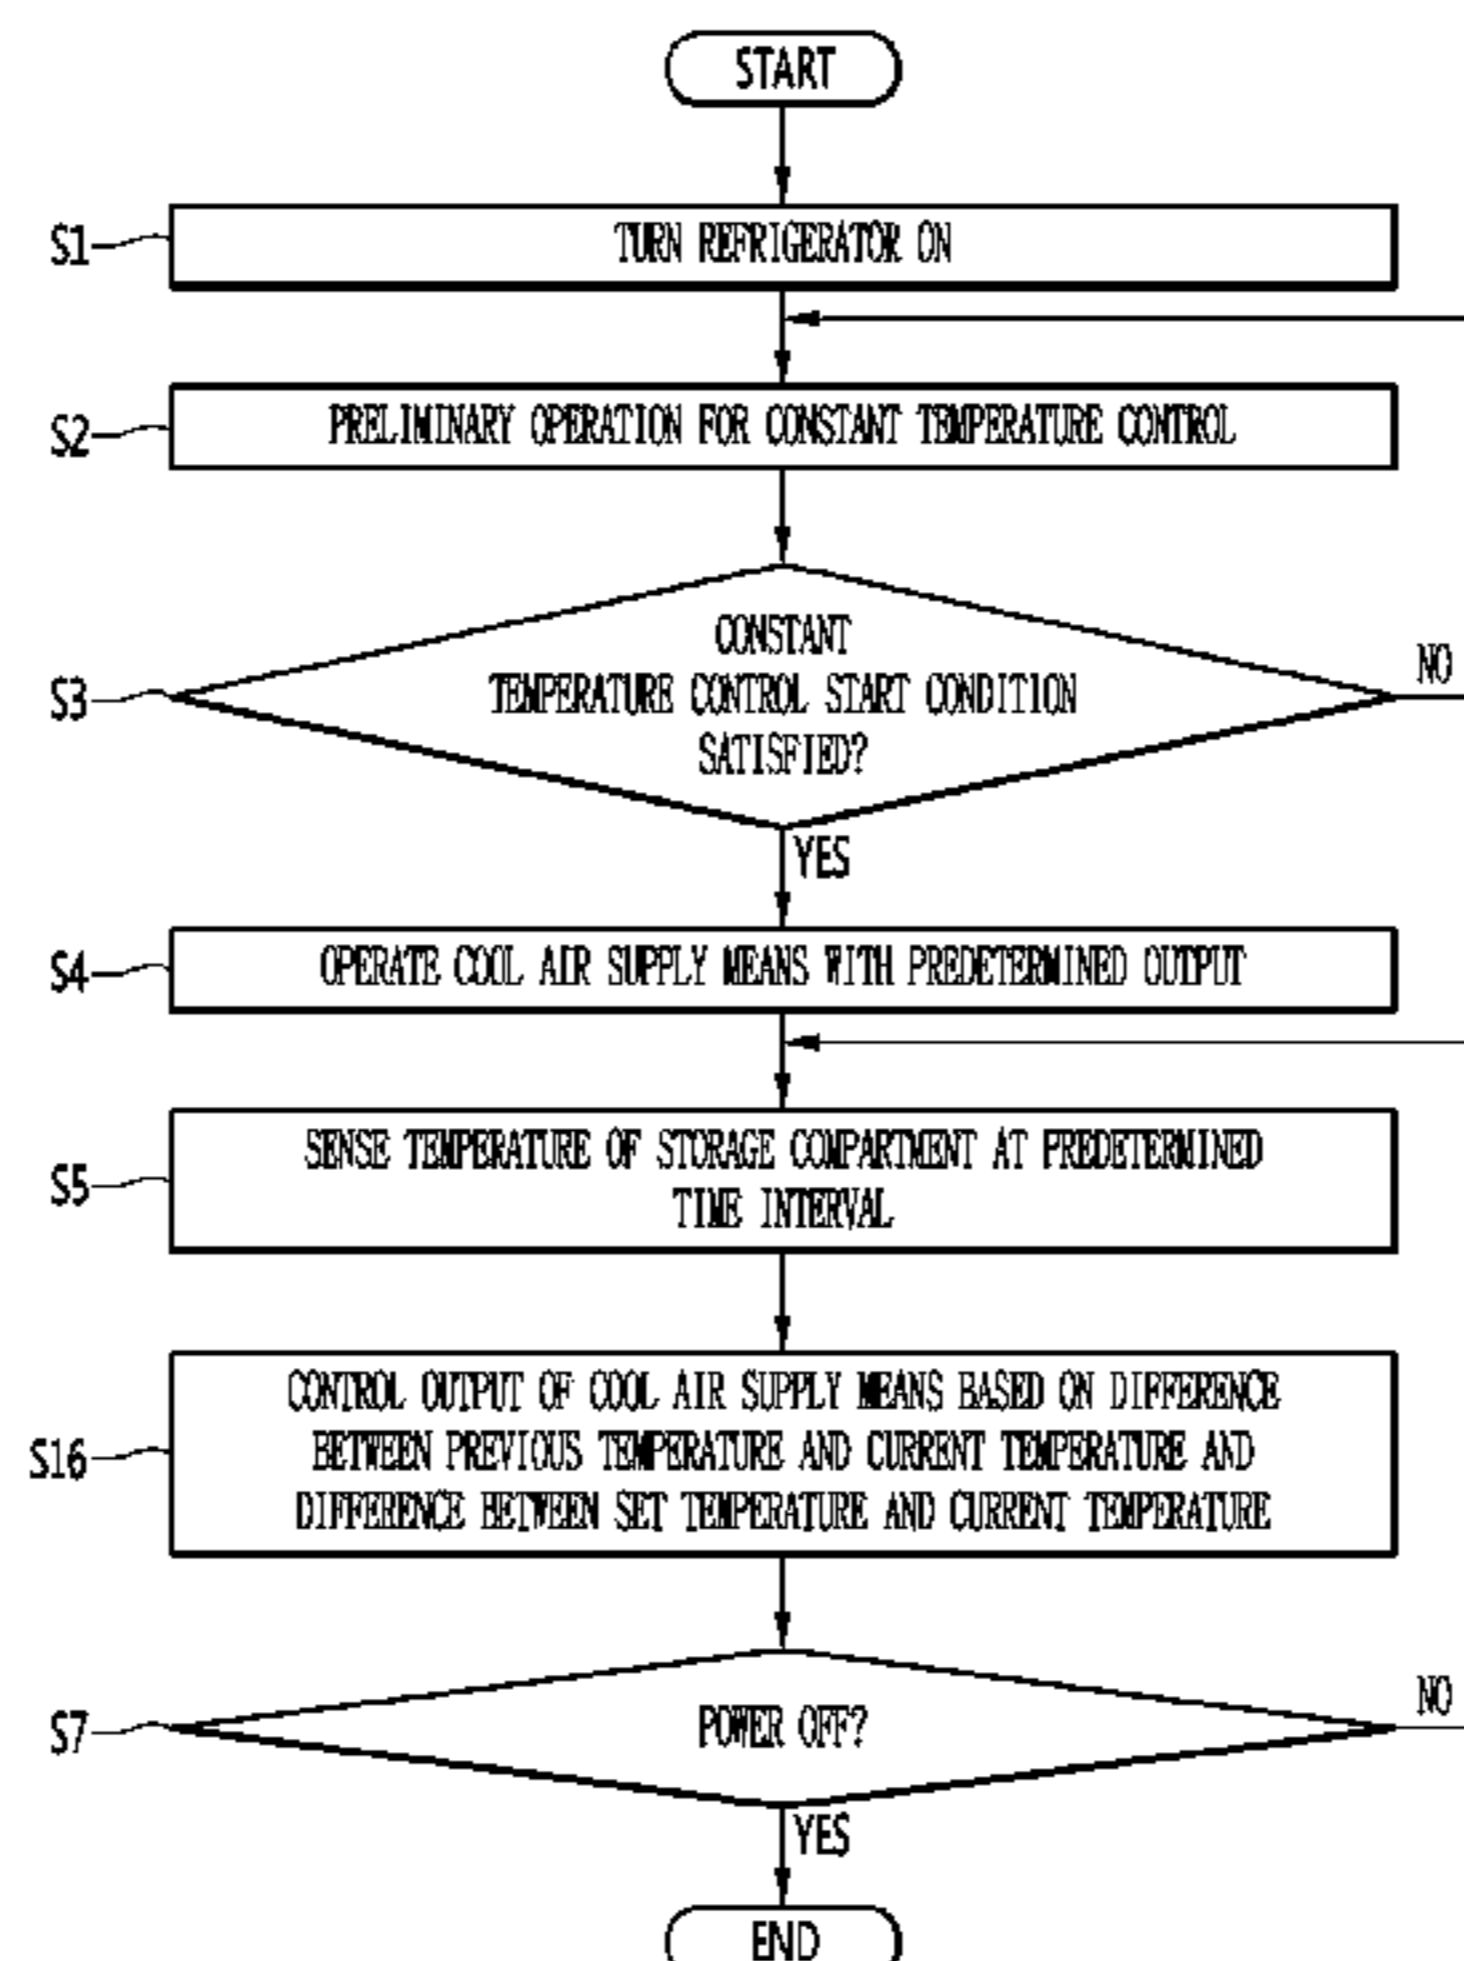 START
S1
TURN REFRIGERATOR ON
S2
PRELIMINARY OPERATION FOR CONSTANT TEMPERATURE CONTROL
S3
CONSTANT
TEMPERATURE CONTROL START CONDITION
SATISFIED?
NO
YES
S4
OPERATE COOL AIR SUPPLY MEANS WITH PREDETERMINED OUTPUT
S5
SENSE TEMPERATURE OF STORAGE COMPARTMENT AT PREDETERMINED
TIME INTERVAL
S16
CONTROL OUTPUT OF COOL AIR SUPPLY MEANS BASED ON DIFFERENCE
BETWEEN PREVIOUS TEMPERATURE AND CURRENT TEMPERATURE AND
DIFFERENCE BETWEEN SET TEMPERATURE AND CURRENT TEMPERATURE
S7
POWER OFF?
NO
YES
END